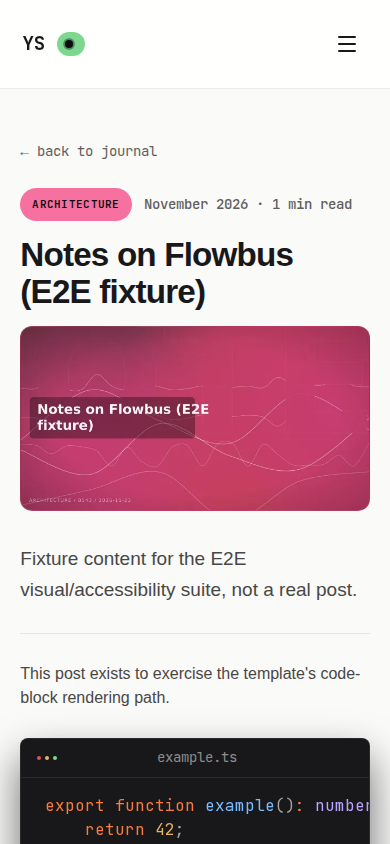 YS
← back to journal
ARCHITECTURE
November 2026 · 1 min read
Notes on Flowbus
(E2E fixture)
Notes on Flowbus (E2E
fixture)
Fixture content for the E2E
visual/accessibility suite, not a real post.
This post exists to exercise the template's code-
block rendering path.
example.ts
export function example(): number
return 42;